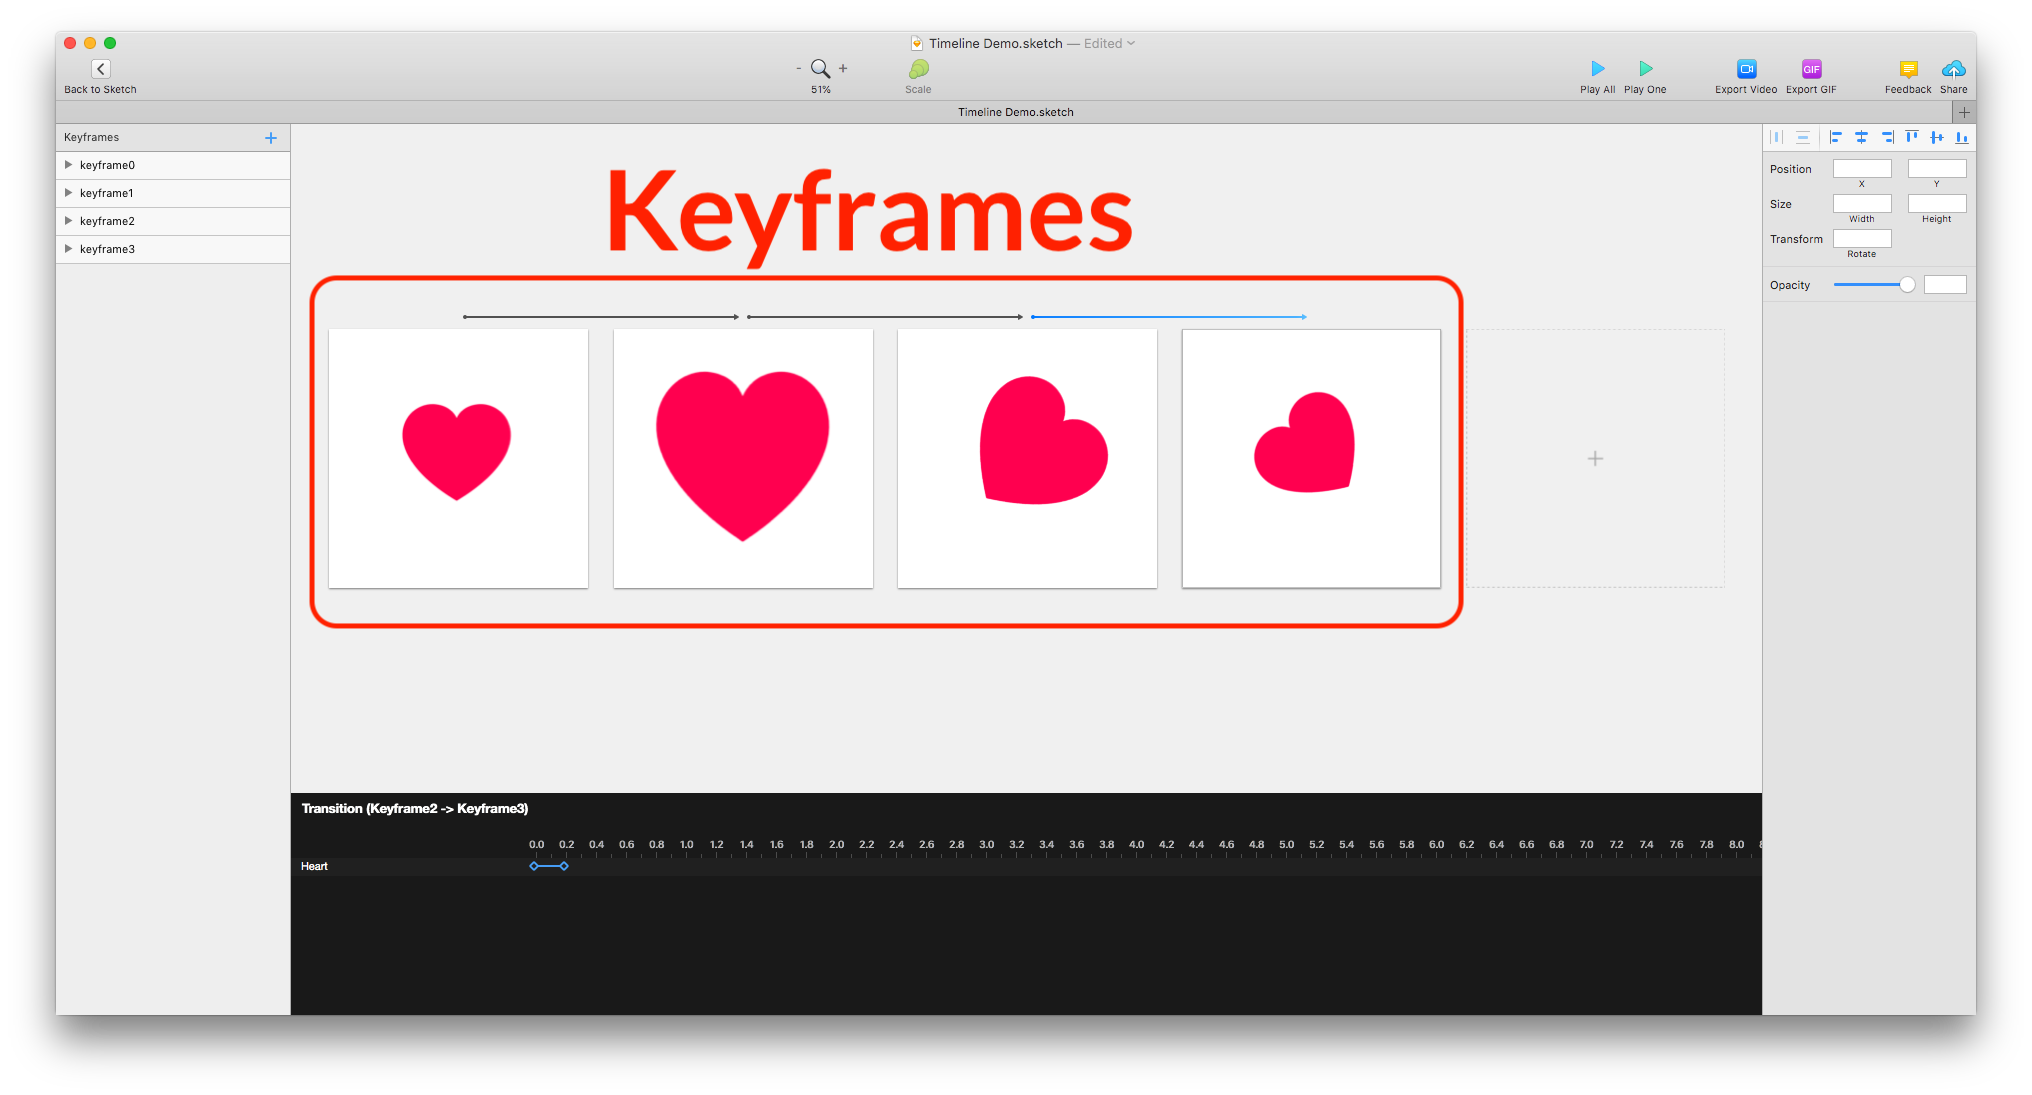 Timeline Demo.sketch — Edited
Back to Sketch
- +
51%
Scale
Play All Play One
GIF
Export Video Export GIF
Feedback Share
Timeline Demo.sketch
Keyframes
keyframe0
keyframe1
keyframe2
keyframe3
Keyframes
Position
X Y
Size
Width Height
Transform
Rotate
Opacity
Transition (Keyframe2 -> Keyframe3)
0.0 0.2 0.4 0.6 0.8 1.0 1.2 1.4 1.6 1.8 2.0 2.2 2.4 2.6 2.8 3.0 3.2 3.4 3.6 3.8 4.0 4.2 4.4 4.6 4.8 5.0 5.2 5.4 5.6 5.8 6.0 6.2 6.4 6.6 6.8 7.0 7.2 7.4 7.6 7.8 8.0
Heart